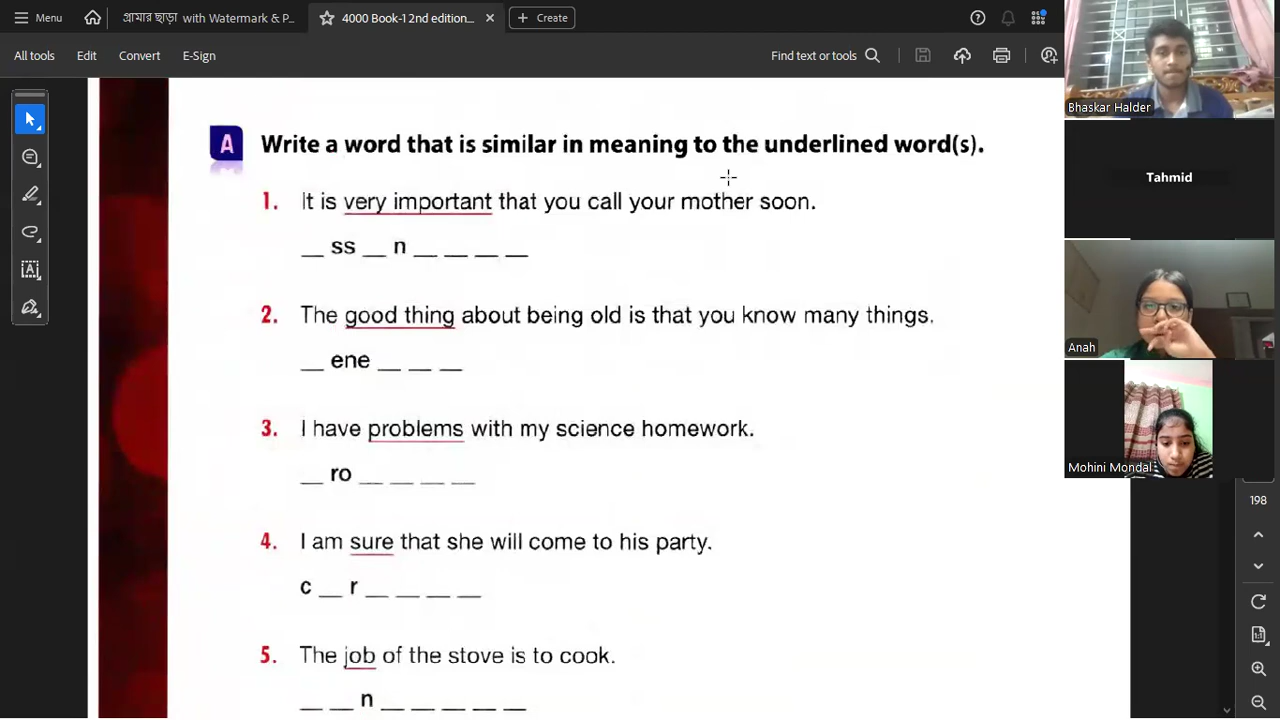 Menu গ্রামার ছাড়া with Watermark & P... 4000 Book-1 2nd edition... Create
All tools Edit Convert E-Sign Find text or tools
A Write a word that is similar in meaning to the underlined word(s).
1. It is very important that you call your mother soon.
__ ss __ n __ __ __ __
2. The good thing about being old is that you know many things.
__ ene __ __ __
3. I have problems with my science homework.
__ ro __ __ __ __
4. I am sure that she will come to his party.
c __ r __ __ __ __
5. The job of the stove is to cook.
__ __ n __ __ __ __ __
Bhaskar Halder
Tahmid
Anah
Mohini Mondal
198